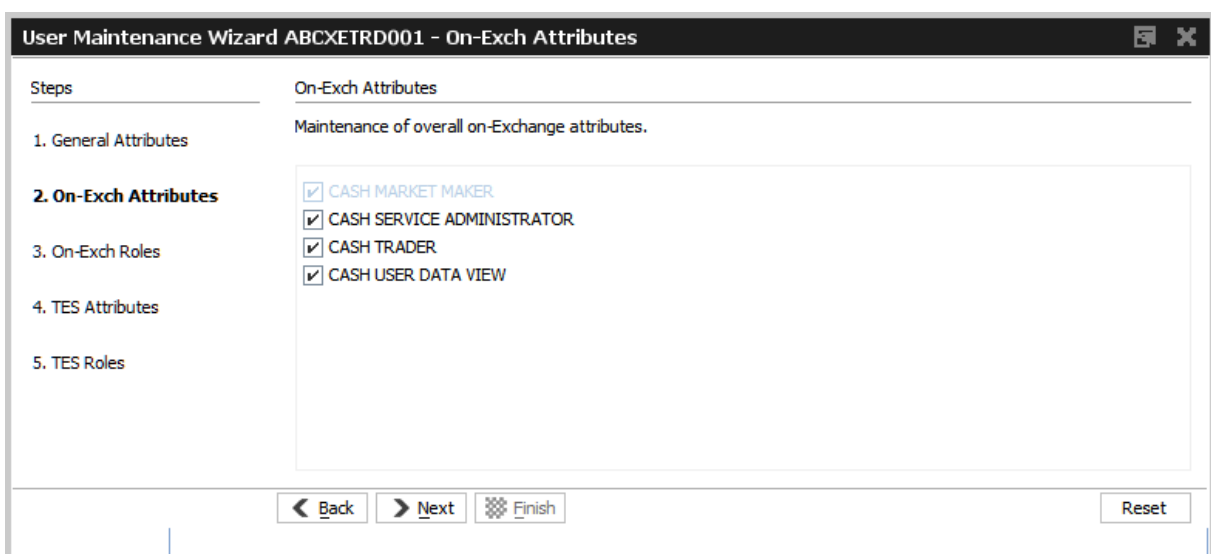 User Maintenance Wizard ABCXETRD001 - On-Exch Attributes
Steps
1. General Attributes
2. On-Exch Attributes
3. On-Exch Roles
4. TES Attributes
5. TES Roles
On-Exch Attributes
Maintenance of overall on-Exchange attributes.
CASH MARKET MAKER
CASH SERVICE ADMINISTRATOR
CASH TRADER
CASH USER DATA VIEW
Back Next Finish Reset